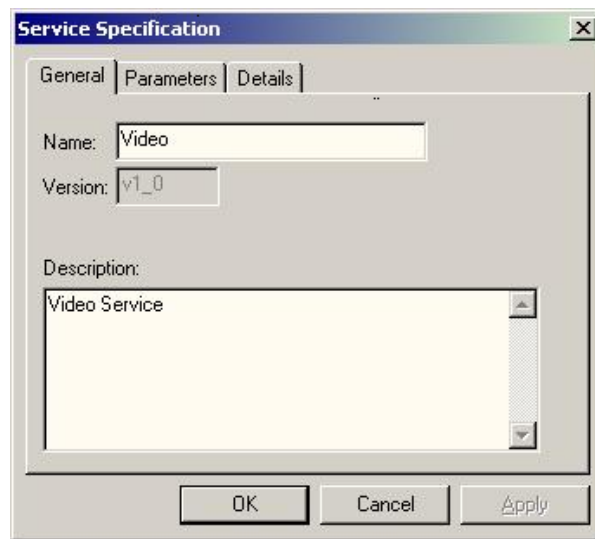 Service Specification
General Parameters Details
Name: Video
Version: v1_0
Description:
Video Service
OK Cancel Apply